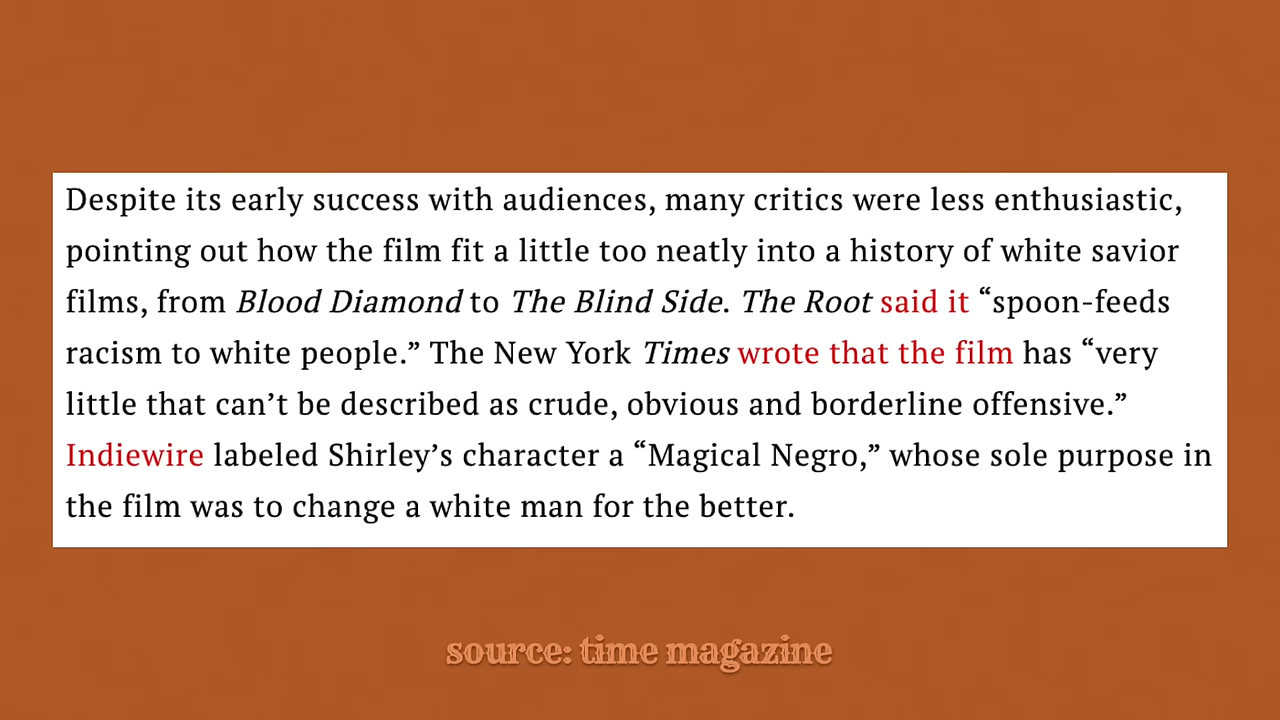 Despite its early success with audiences, many critics were less enthusiastic,
pointing out how the film fit a little too neatly into a history of white savior
films, from Blood Diamond to The Blind Side. The Root said it “spoon-feeds
racism to white people.” The New York Times wrote that the film has “very
little that can’t be described as crude, obvious and borderline offensive.”
Indiewire labeled Shirley’s character a “Magical Negro,” whose sole purpose in
the film was to change a white man for the better.
source: time magazine